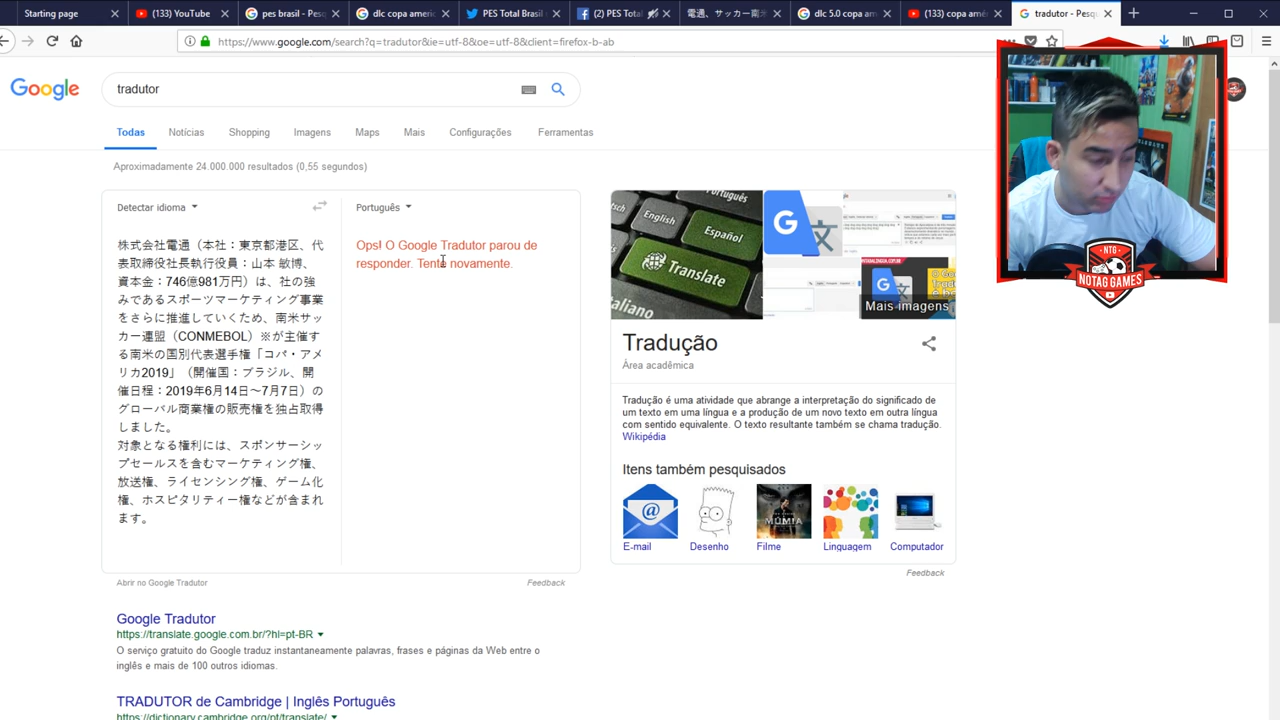 Starting page
(133) YouTube
pes brasil - Pesq
dlc 5.0 copa americ
PES Total Brasil
(2) PES Total
電通、サッカー南米
dlc 5.0 copa am
(133) copa amér
tradutor - Pesq
https://www.google.com/search?q=tradutor&ie=utf-8&oe=utf-8&client=firefox-b-ab
Google
tradutor
Todas
Notícias
Shopping
Imagens
Maps
Mais
Configurações
Ferramentas
Aproximadamente 24.000.000 resultados (0,55 segundos)
Detectar idioma
Português
株式会社電通（本社：東京都港区、代
表取締役社長執行役員：山本 敏博、
資本金：746億981万円）は、社の強
みであるスポーツマーケティング事業
をさらに推進していくため、南米サッ
カー連盟（CONMEBOL）※が主催す
る南米の国別代表選手権「コパ・アメ
リカ2019」（開催国：ブラジル、開
催日程：2019年6月14日～7月7日）の
グローバル商業権の販売権を独占取得
しました。
対象となる権利には、スポンサーシッ
プセールスを含むマーケティング権、
放送権、ライセンシング権、ゲーム化
権、ホスピタリティー権などが含まれ
ます。
Ops! O Google Tradutor parou de
responder. Tente novamente.
Abrir no Google Tradutor
Feedback
Google Tradutor
https://translate.google.com.br/?hl=pt-BR
O serviço gratuito do Google traduz instantaneamente palavras, frases e páginas da Web entre o
inglês e mais de 100 outros idiomas.
TRADUTOR de Cambridge | Inglês Português
https://dictionary.cambridge.org/pt/translate/
Português
English
Español
Translate
Italiano
Mais imagens
Tradução
Área acadêmica
Tradução é uma atividade que abrange a interpretação do significado de
um texto em uma língua e a produção de um novo texto em outra língua
com sentido equivalente. O texto resultante também se chama tradução.
Wikipédia
Itens também pesquisados
MÚMIA
E-mail
Desenho
Filme
Linguagem
Computador
Feedback
NTG
NOTAG GAMES